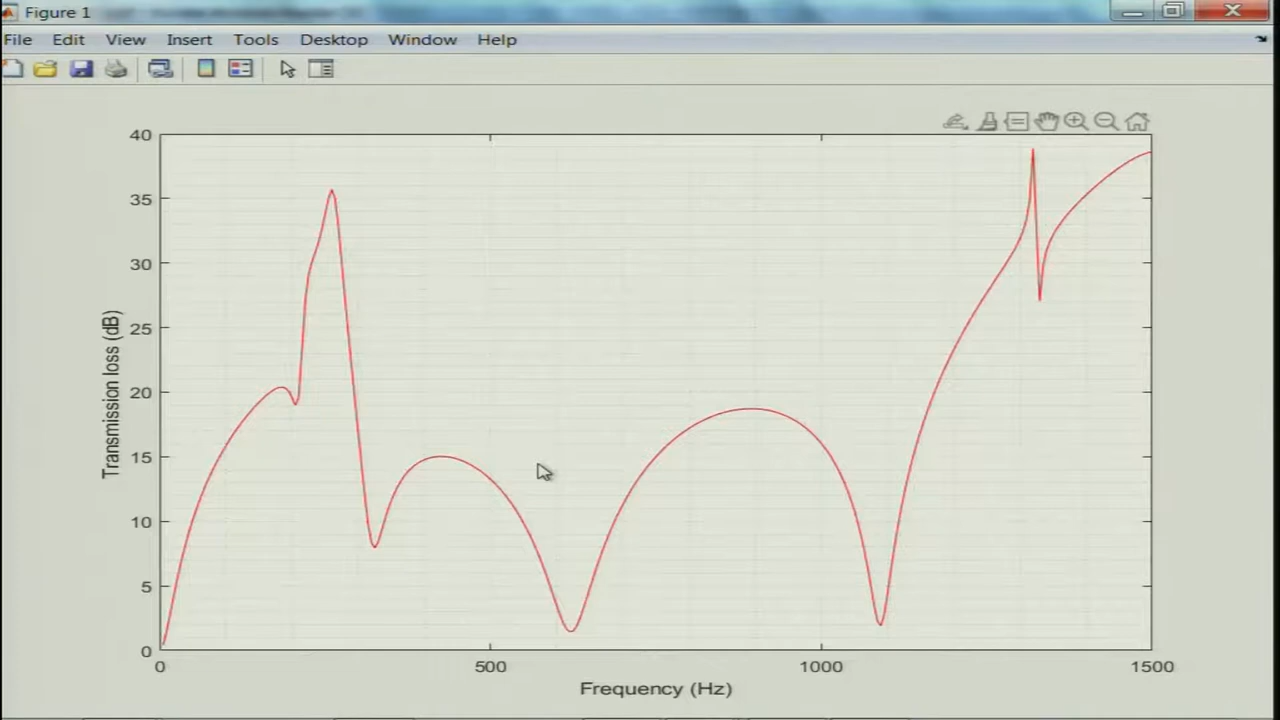 Figure 1
File Edit View Insert Tools Desktop Window Help
40
35
30
25
20
15
10
5
0
Transmission loss (dB)
0 500 1000 1500
Frequency (Hz)